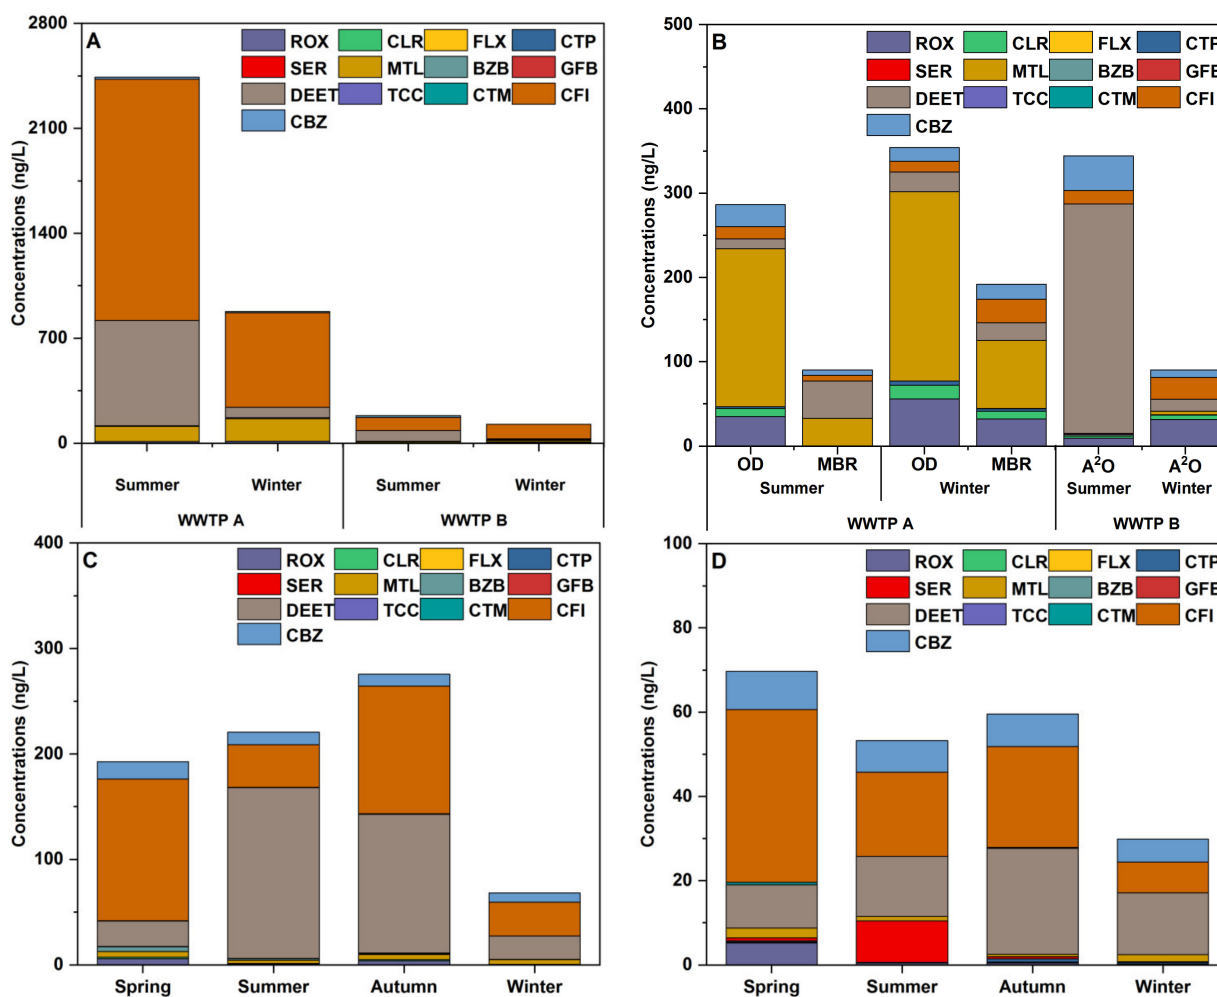 A
ROX CLR FLX CTP
SER MTL BZB GFB
DEET TCC CTM CFI
CBZ
Concentrations (ng/L)
2800
2100
1400
700
0
Summer Winter Summer Winter
WWTP A WWTP B
B
ROX CLR FLX CTP
SER MTL BZB GFB
DEET TCC CTM CFI
CBZ
Concentrations (ng/L)
500
400
300
200
100
0
OD MBR OD MBR A²O A²O
Summer Winter Summer Winter
WWTP A WWTP B
C
ROX CLR FLX CTP
SER MTL BZB GFB
DEET TCC CTM CFI
CBZ
Concentrations (ng/L)
400
300
200
100
0
Spring Summer Autumn Winter
D
ROX CLR FLX CTP
SER MTL BZB GFB
DEET TCC CTM CFI
CBZ
Concentrations (ng/L)
100
80
60
40
20
0
Spring Summer Autumn Winter